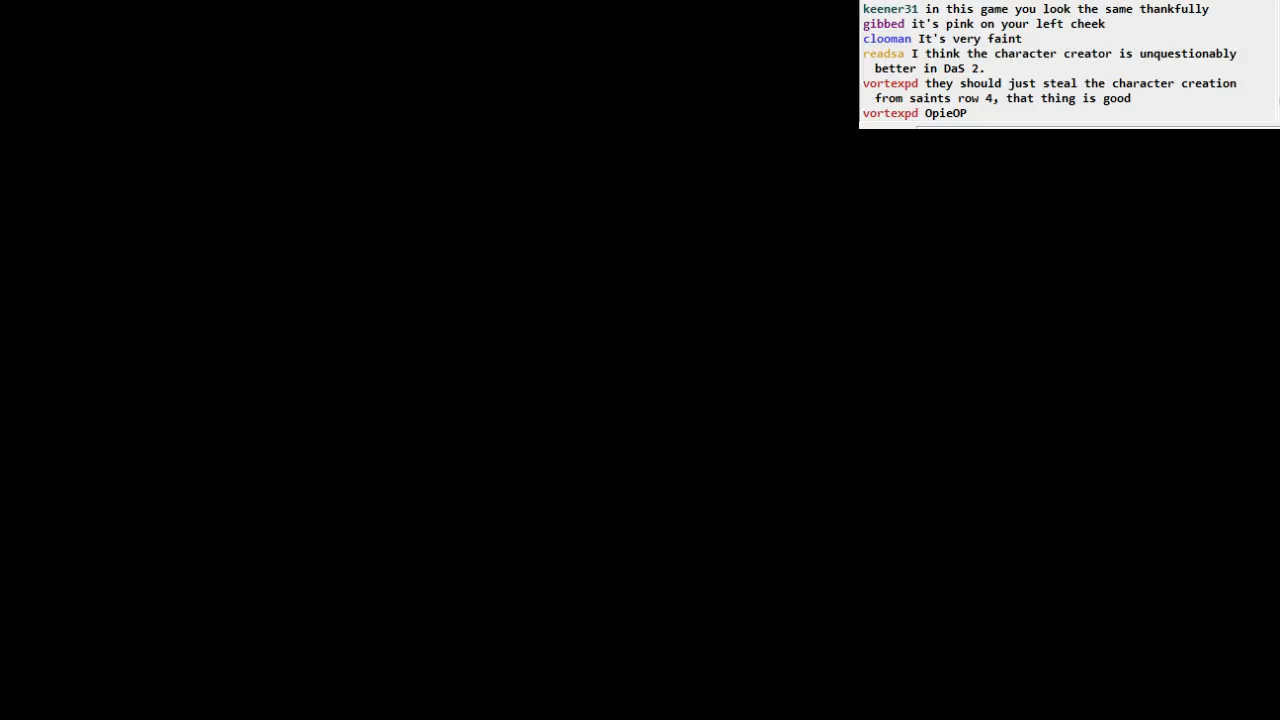 keener31 in this game you look the same thankfully
gibbed it's pink on your left cheek
clooman It's very faint
readsa I think the character creator is unquestionably
better in DaS 2.
vortexpd they should just steal the character creation
from saints row 4, that thing is good
vortexpd OpieOP